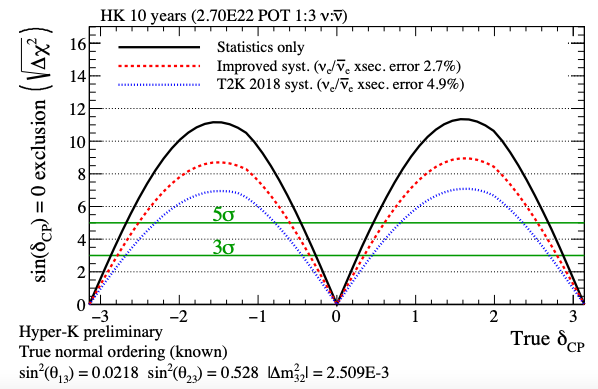 HK 10 years (2.70E22 POT 1:3 ν:ν̅)
sin(δCP) = 0 exclusion (√Δχ²)
16
14
12
10
8
6
4
2
0
Statistics only
Improved syst. (νe/ν̅e xsec. error 2.7%)
T2K 2018 syst. (νe/ν̅e xsec. error 4.9%)
5σ
3σ
−3 −2 −1 0 1 2 3
True δCP
Hyper-K preliminary
True normal ordering (known)
sin²(θ13) = 0.0218 sin²(θ23) = 0.528 |Δm²32| = 2.509E-3